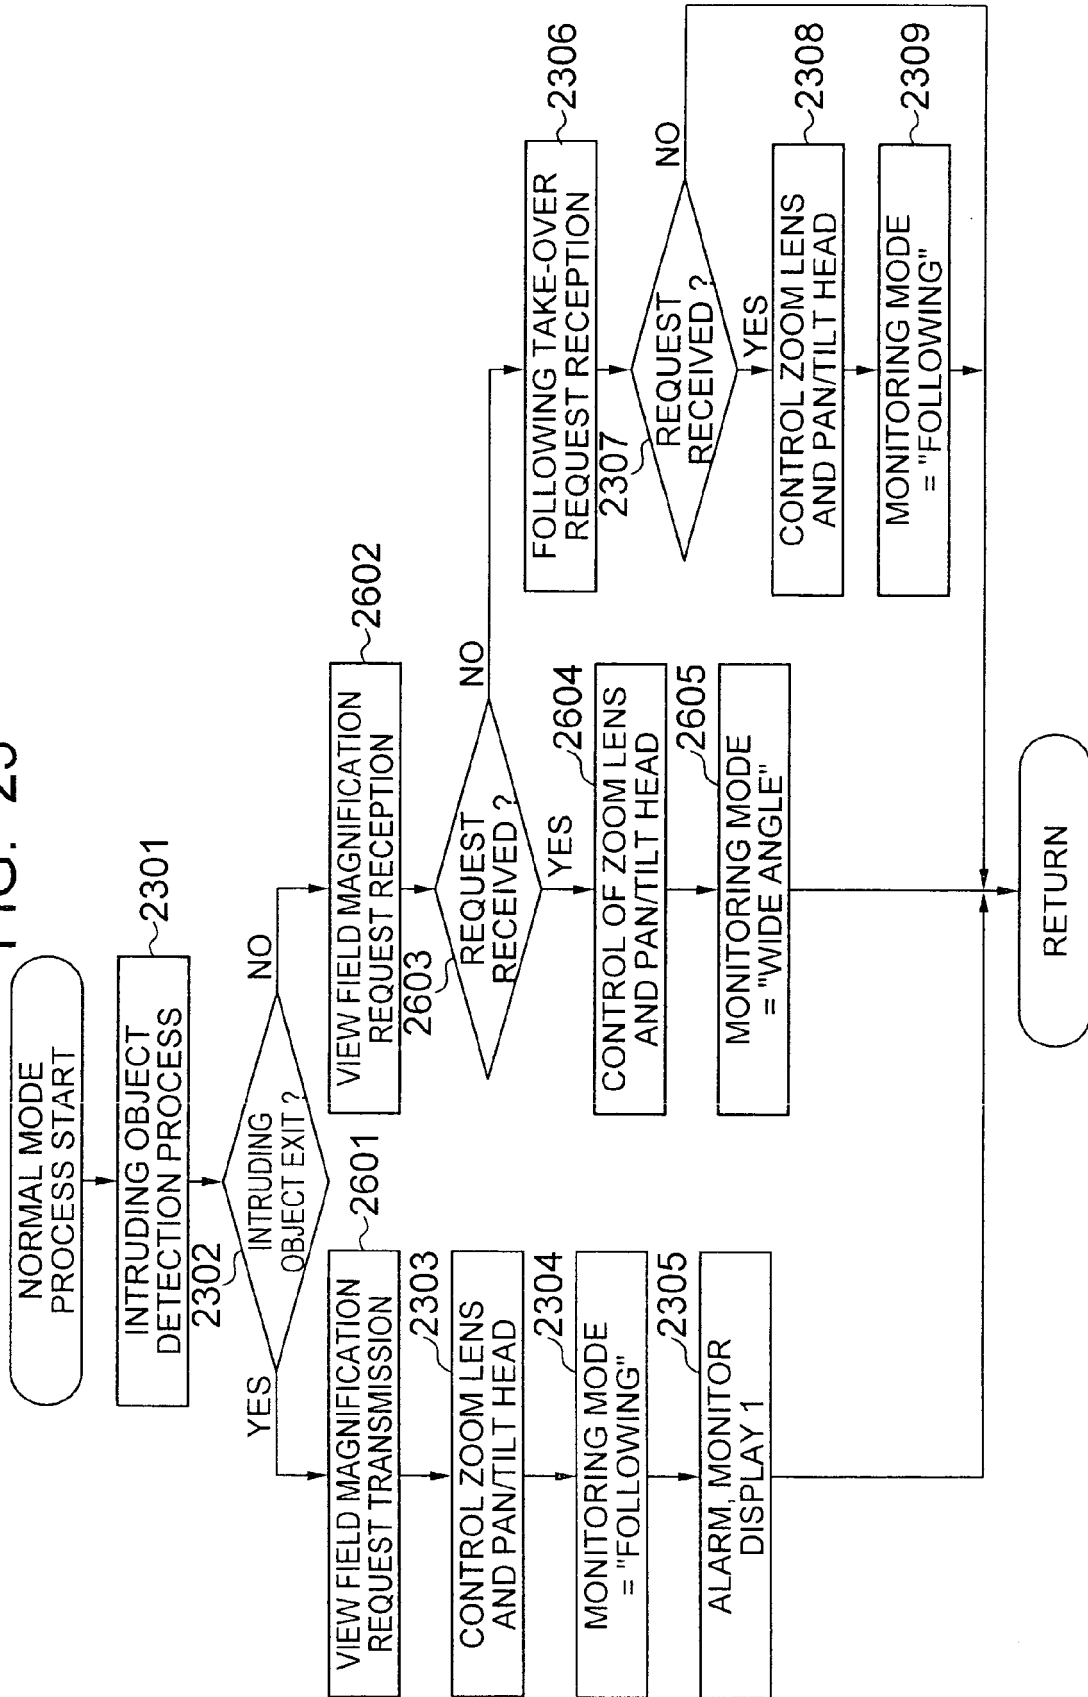 NORMAL MODE
PROCESS START
INTRUDING OBJECT
DETECTION PROCESS
2301
2302
INTRUDING
OBJECT EXIT ?
YES
NO
VIEW FIELD MAGNIFICATION
REQUEST TRANSMISSION
2601
2303
CONTROL ZOOM LENS
AND PAN/TILT HEAD
2304
MONITORING MODE
= "FOLLOWING"
2305
ALARM, MONITOR
DISPLAY 1
VIEW FIELD MAGNIFICATION
REQUEST RECEPTION
2602
2603
REQUEST
RECEIVED ?
NO
YES
2604
CONTROL OF ZOOM LENS
AND PAN/TILT HEAD
2605
MONITORING MODE
= "WIDE ANGLE"
FOLLOWING TAKE-OVER
REQUEST RECEPTION
2306
2307
REQUEST
RECEIVED ?
NO
YES
CONTROL ZOOM LENS
AND PAN/TILT HEAD
2308
MONITORING MODE
= "FOLLOWING"
2309
RETURN